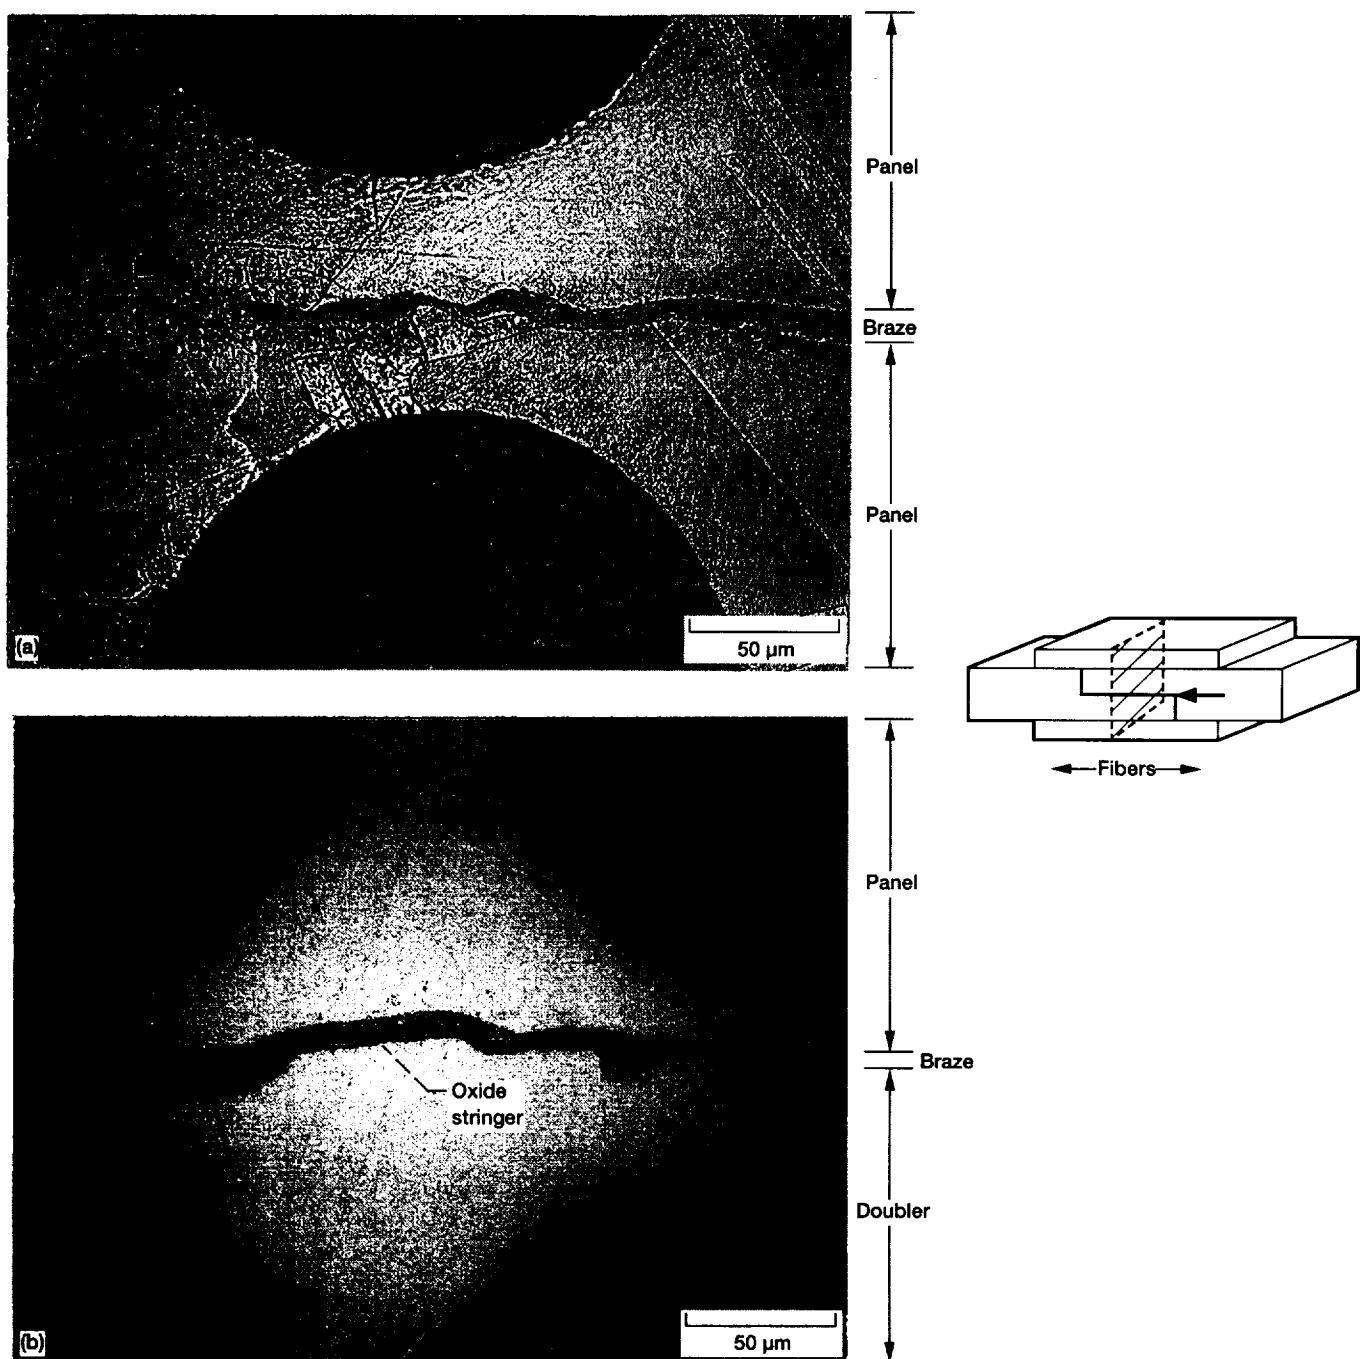 Panel
Braze
Panel
(a)
50 µm
Fibers
Panel
Braze
Oxide
stringer
Doubler
(b)
50 µm